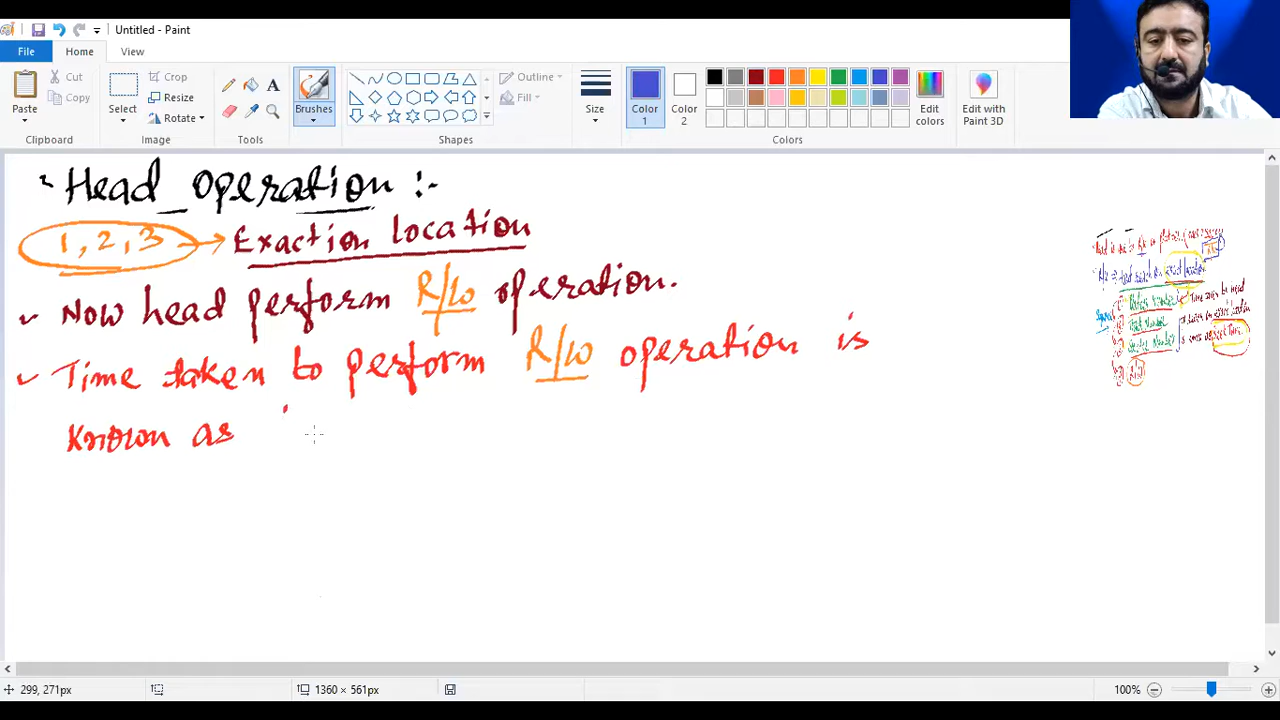 Untitled - Paint
File Home View
Paste
Cut
Copy
Clipboard
Select
Crop
Resize
Rotate
Image
Tools
Brushes
Shapes
Outline
Fill
Size
Color 1
Color 2
Colors
Edit colors
Edit with Paint 3D
Head operation :-
1, 2, 3 → Exaction location
Now head perform R/W operation.
Time taken to perform R/W operation is
known as
299, 271px
1360 × 561px
100%